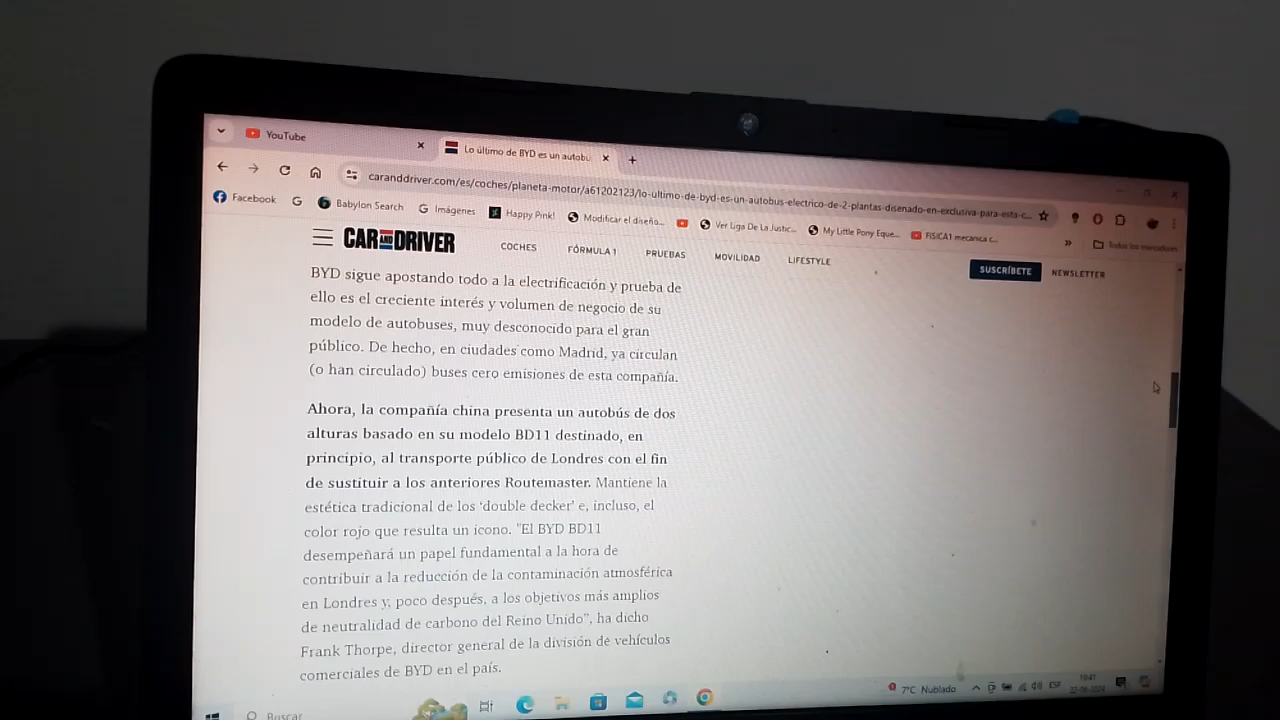 YouTube
Lo último de BYD es un autobu
caranddriver.com/es/coches/planeta-motor/a61202123/lo-ultimo-de-byd-es-un-autobus-electrico-de-2-plantas-disenado-en-exclusiva-para-esta-c...
Facebook
G
Babylon Search
Imágenes
Happy Pink!
Modificar el diseño...
Ver Liga De La Justic...
My Little Pony Eque...
FISICA1 mecanica c...
»
Todos los marcadores
CAR AND DRIVER
COCHES
FÓRMULA 1
PRUEBAS
MOVILIDAD
LIFESTYLE
SUSCRÍBETE
NEWSLETTER
BYD sigue apostando todo a la electrificación y prueba de
ello es el creciente interés y volumen de negocio de su
modelo de autobuses, muy desconocido para el gran
público. De hecho, en ciudades como Madrid, ya circulan
(o han circulado) buses cero emisiones de esta compañía.
Ahora, la compañía china presenta un autobús de dos
alturas basado en su modelo BD11 destinado, en
principio, al transporte público de Londres con el fin
de sustituir a los anteriores Routemaster. Mantiene la
estética tradicional de los ‘double decker’ e, incluso, el
color rojo que resulta un icono. "El BYD BD11
desempeñará un papel fundamental a la hora de
contribuir a la reducción de la contaminación atmosférica
en Londres y, poco después, a los objetivos más amplios
de neutralidad de carbono del Reino Unido”, ha dicho
Frank Thorpe, director general de la división de vehículos
comerciales de BYD en el país.
Buscar
7°C Nublado
ESP
10:41
22-06-2024